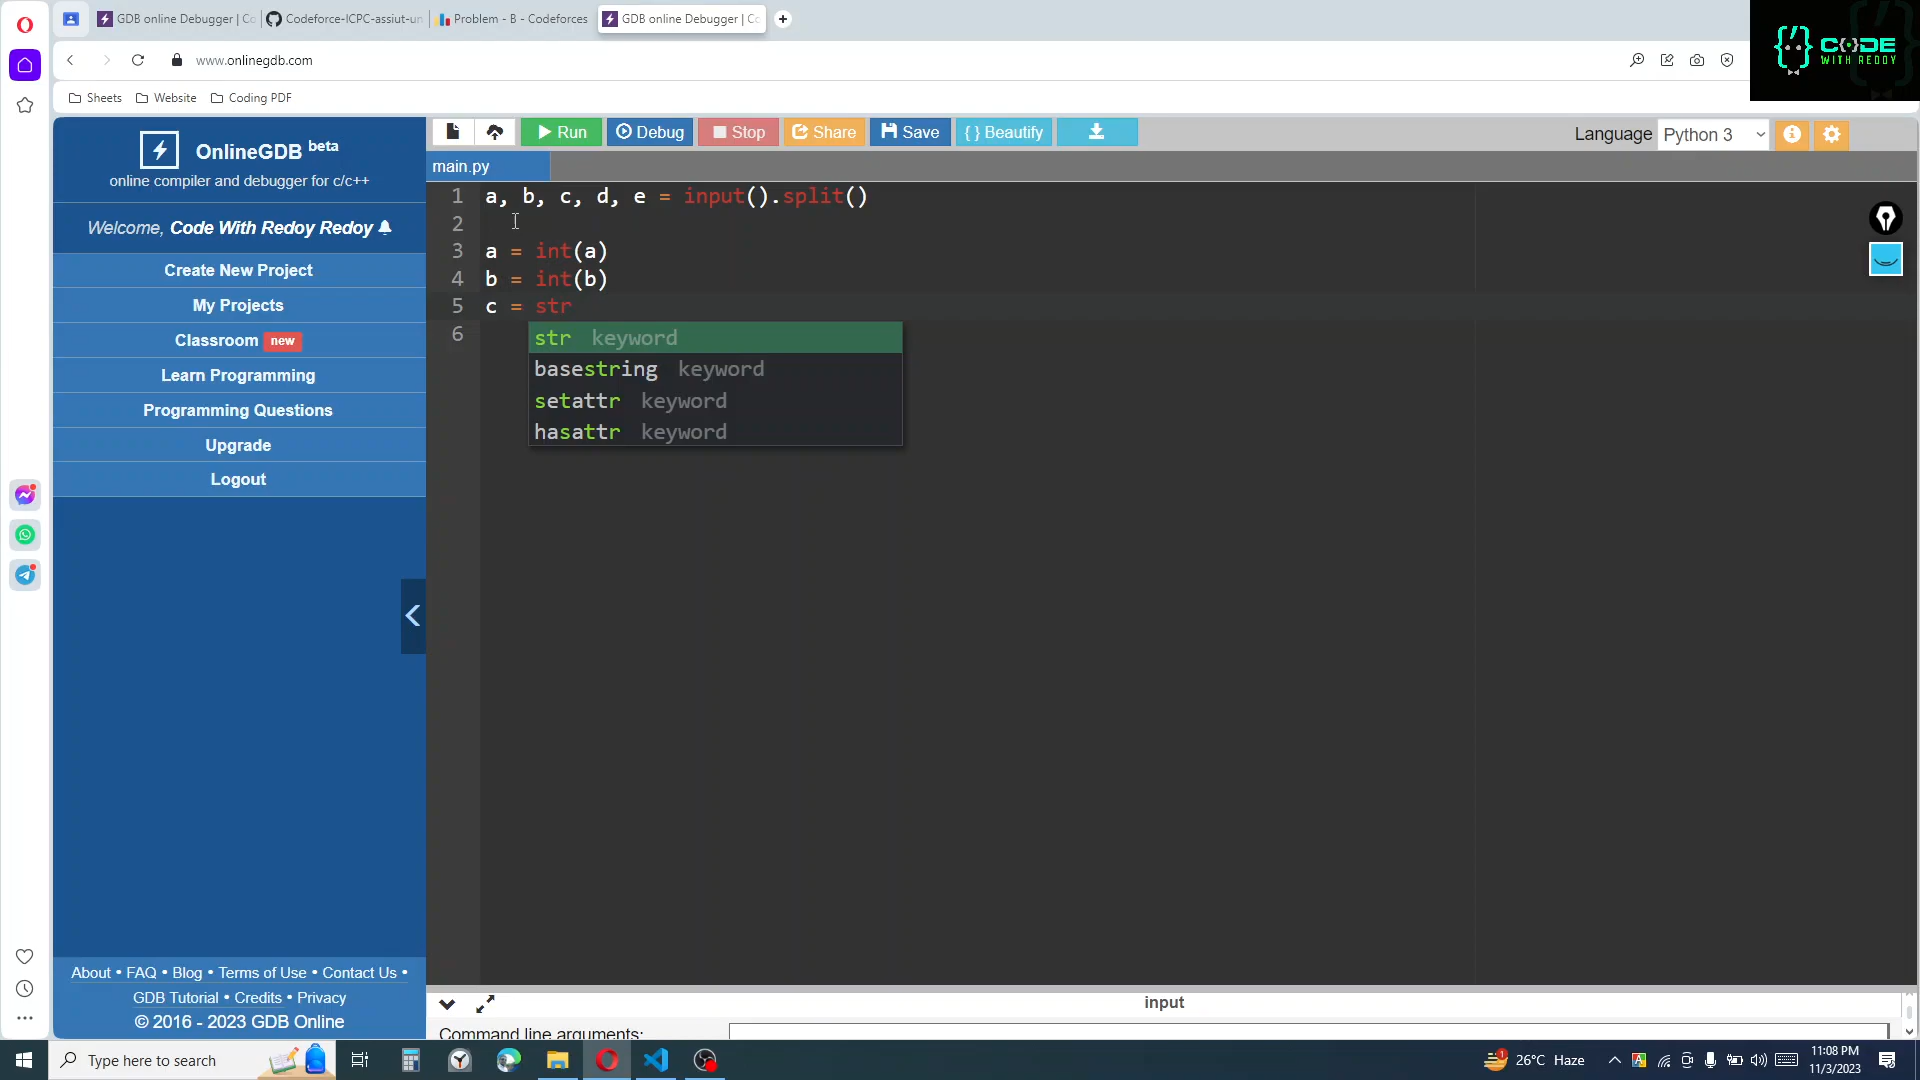 GDB online Debugger | Co
Codeforce-ICPC-assiut-un
Problem - B - Codeforces
GDB online Debugger | Co
CODE
WITH REDOY
www.onlinegdb.com
Sheets
Website
Coding PDF
OnlineGDB beta
online compiler and debugger for c/c++
Welcome, Code With Redoy Redoy
Create New Project
My Projects
Classroom new
Learn Programming
Programming Questions
Upgrade
Logout
About • FAQ • Blog • Terms of Use • Contact Us •
GDB Tutorial • Credits • Privacy
© 2016 - 2023 GDB Online
Run
Debug
Stop
Share
Save
{ } Beautify
Language Python 3
main.py
1 a, b, c, d, e = input().split()
2
3 a = int(a)
4 b = int(b)
5 c = str
6
str keyword
basestring keyword
setattr keyword
hasattr keyword
input
Command line arguments:
Type here to search
1
26°C Haze
A
11:08 PM
11/3/2023